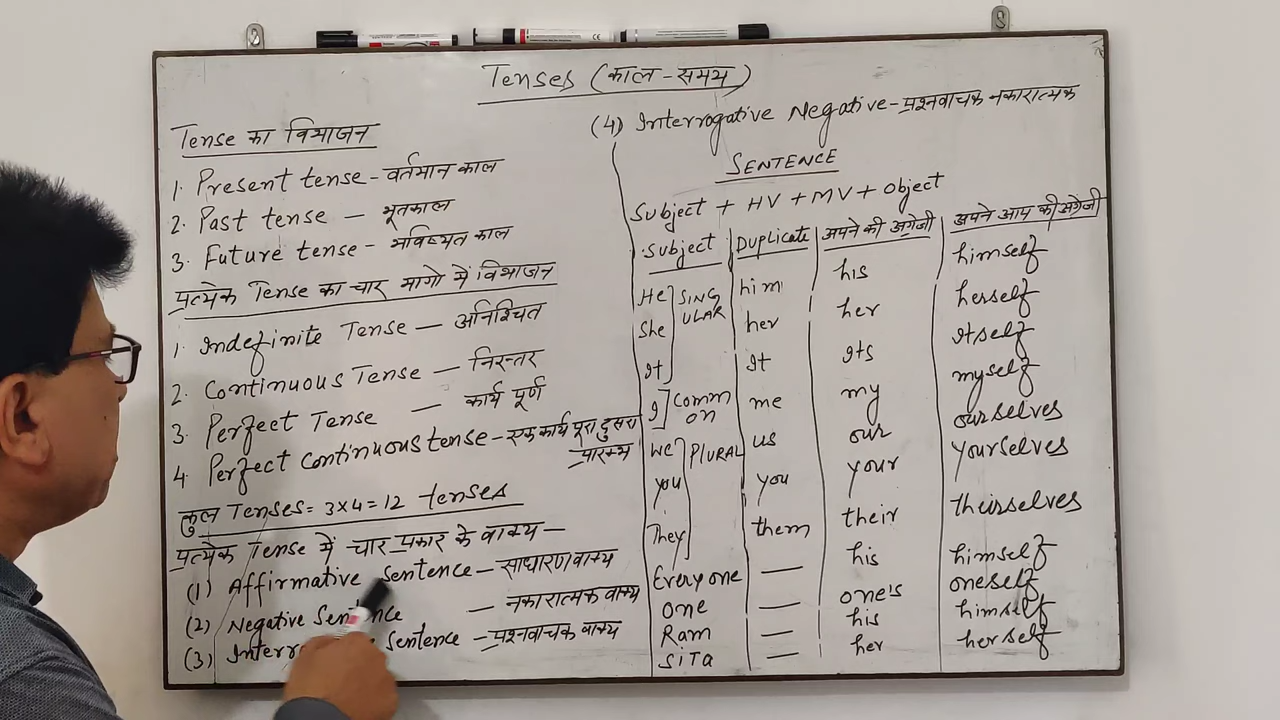 Tenses (काल-समय)
Tense का विभाजन
1. Present tense - वर्तमान काल
2. Past tense — भूतकाल
3. Future tense - भविष्यत काल
प्रत्येक Tense का चार भागो में विभाजन
1. Indefinite Tense — अनिश्चित
2. Continuous Tense — निरन्तर
3. Perfect Tense — कार्य पूर्ण
4. Perfect continuous tense - एक कार्य पूरा दुसरा
प्रारम्भ
कुल Tenses = 3x4=12 tenses
प्रत्येक Tense में चार प्रकार के वाक्य —
(1) Affirmative Sentence - साधारण वाक्य
(2) Negative Sentence — नकारात्मक वाक्य
(3) Sentence - प्रश्नवाचक वाक्य
(4) Interrogative Negative - प्रश्नवाचक नकारात्मक
SENTENCE
Subject + HV + MV + Object
Subject Duplicate अपने की अंग्रेजी अपने आप की अंग्रेजी
He SING him his himself
She ULAR her her herself
It It Its Itself
I Comm me my myself
on
we PlURAL us our ourselves
you you your yourselves
They them their theirselves
Everyone — his himself
one — one's oneself
Ram — his himself
SiTa — her herself